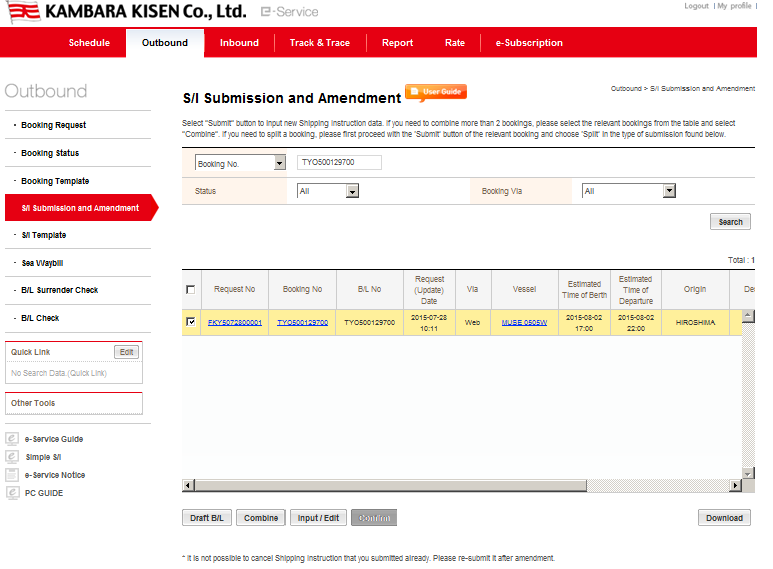 KAMBARA KISEN Co., Ltd. e-Service
Logout | My profile |
Schedule Outbound Inbound Track & Trace Report Rate e-Subscription
Outbound
Booking Request
Booking Status
Booking Template
S/I Submission and Amendment
S/I Template
Sea Waybill
B/L Surrender Check
B/L Check
Quick Link Edit
No Search Data.(Quick Link)
Other Tools
e-Service Guide
Simple S/I
e-Service Notice
PC GUIDE
Outbound > S/I Submission and Amendment
S/I Submission and Amendment User Guide
Select "Submit" button to input new Shipping Instruction data. If you need to combine more than 2 bookings, please select the relevant bookings from the table and select
"Combine". If you need to split a booking, please first proceed with the 'Submit' button of the relevant booking and choose 'Split' in the type of submission found below.
Booking No. TYO500129700
Status All Booking Via All
Search
Total : 1
Request No Booking No B/L No Request (Update) Date Via Vessel Estimated Time of Berth Estimated Time of Departure Origin De
FKY5072800001 TYO500129700 TYO500129700 2015-07-28 10:11 Web MUSE 0505W 2015-08-02 17:00 2015-08-02 22:00 HIROSHIMA
Draft B/L Combine Input / Edit Confirm Download
* It is not possible to cancel Shipping Instruction that you submitted already. Please re-submit it after amendment.